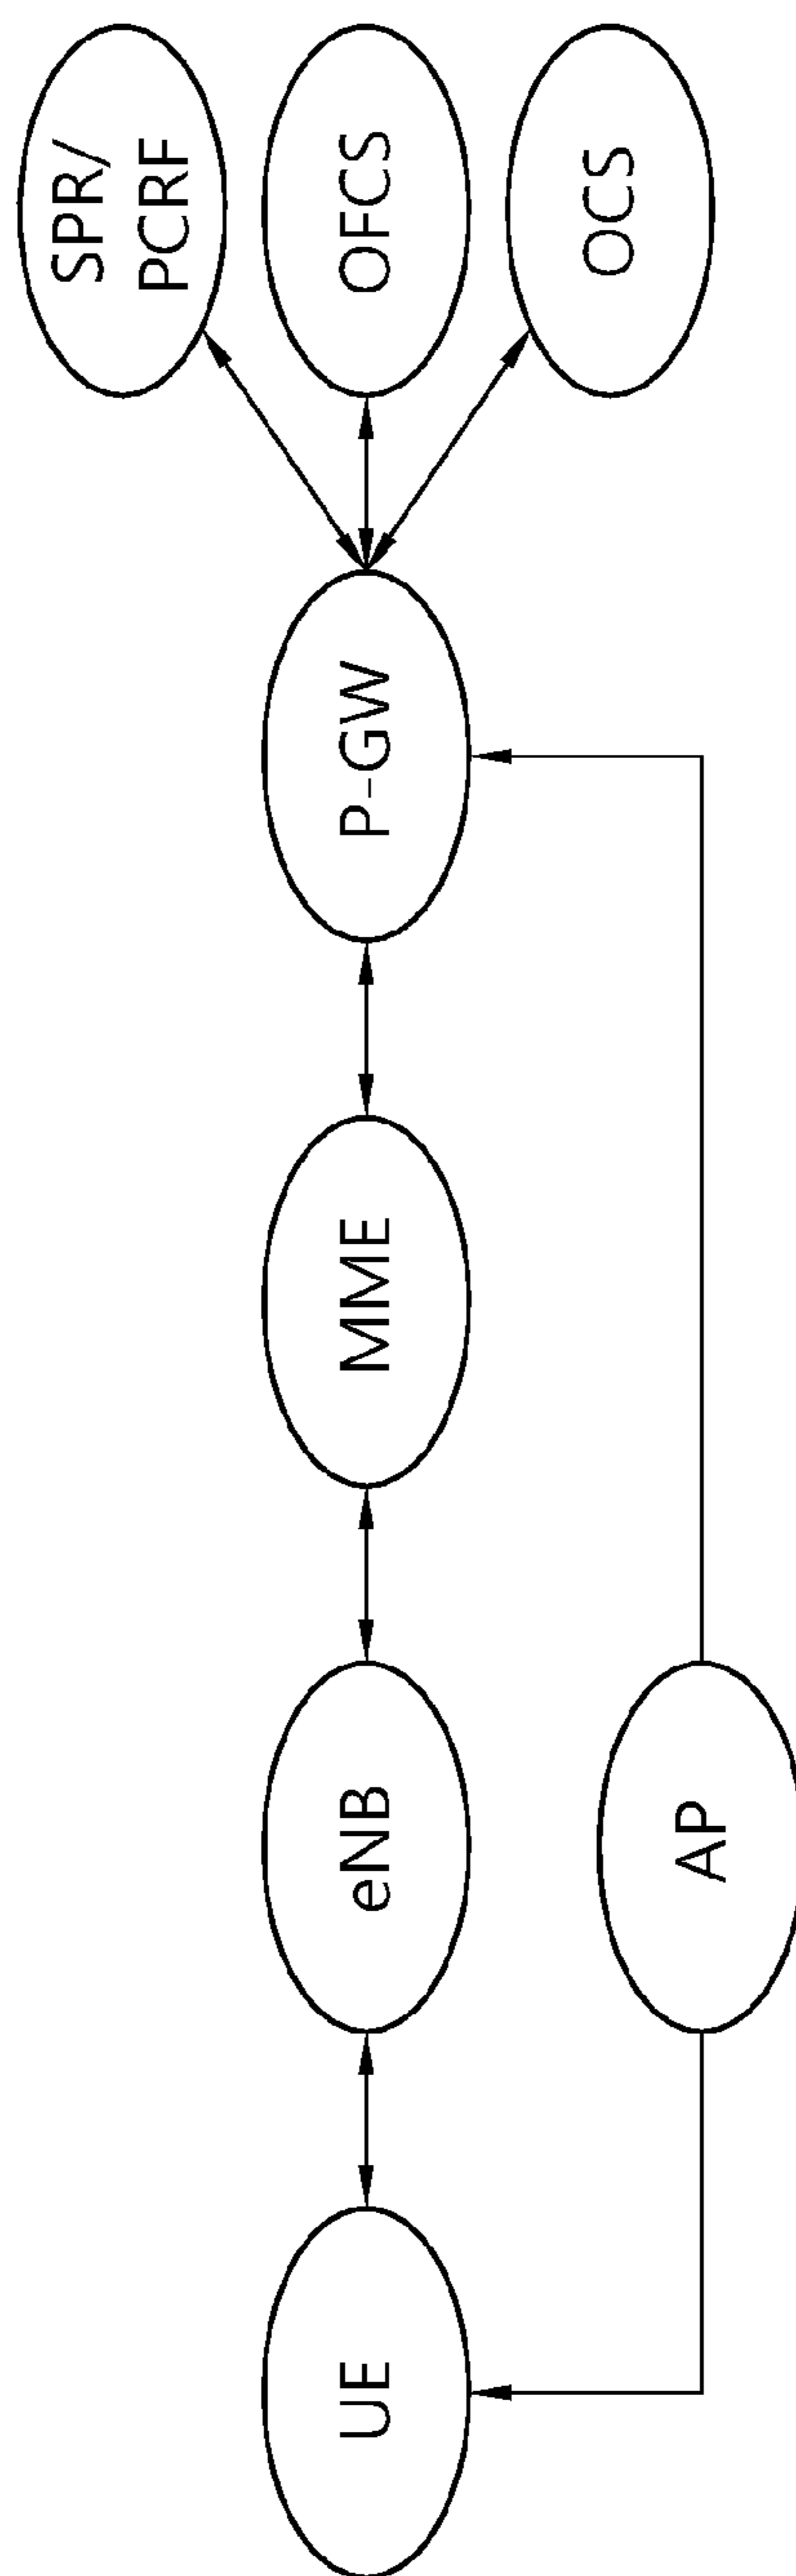 SPR/
PCRF
OFCS
OCS
P-GW
MME
eNB
AP
UE